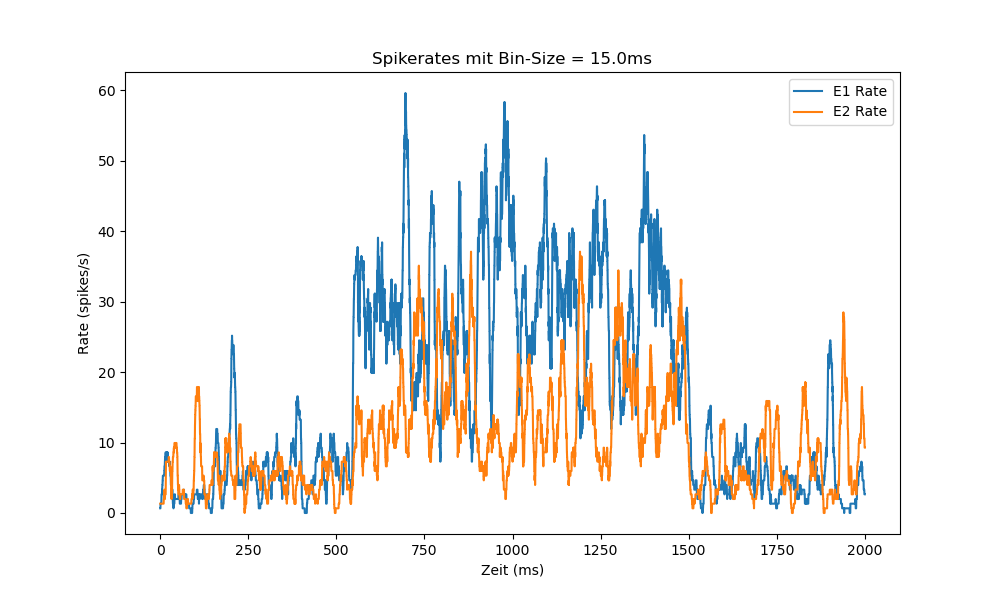 Spikerates mit Bin-Size = 15.0ms
E1 Rate
E2 Rate
Rate (spikes/s)
60
50
40
30
20
10
0
0 250 500 750 1000 1250 1500 1750 2000
Zeit (ms)